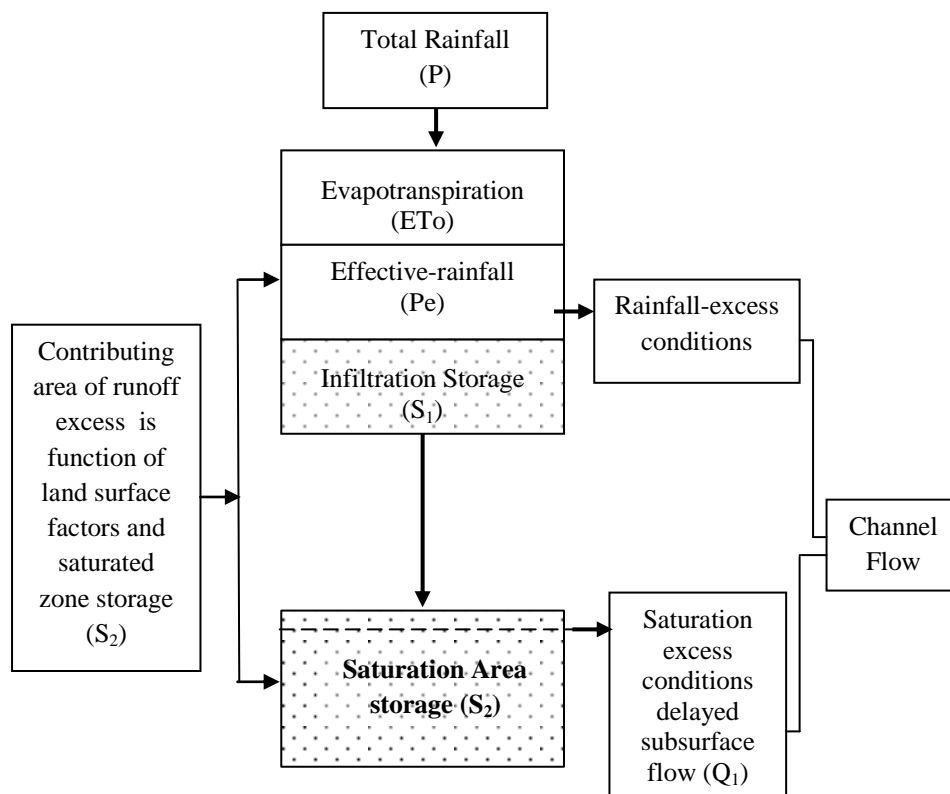 Total Rainfall
(P)
Evapotranspiration
(ETo)
Effective-rainfall
(Pe)
Infiltration Storage
(S₁)
Rainfall-excess
conditions
Contributing
area of runoff
excess is
function of
land surface
factors and
saturated
zone storage
(S₂)
Channel
Flow
Saturation Area
storage (S₂)
Saturation
excess
conditions
delayed
subsurface
flow (Q₁)